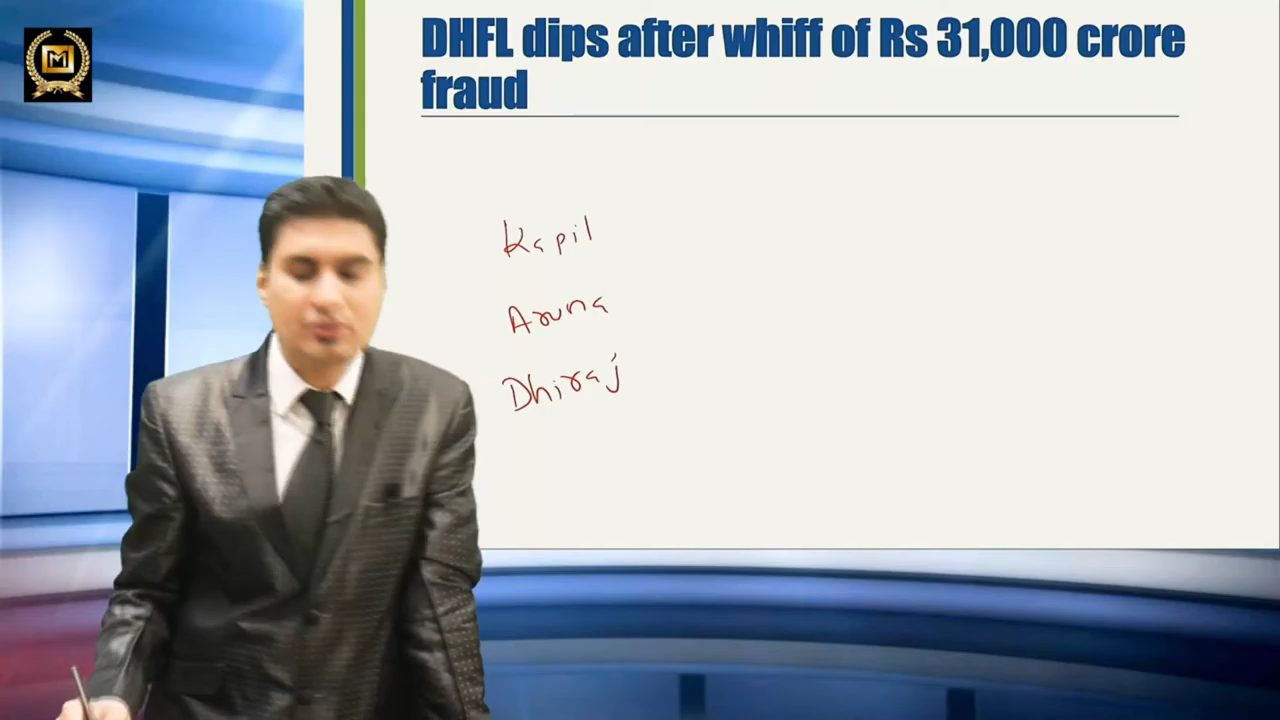 M
DHFL dips after whiff of Rs 31,000 crore
fraud
Kapil
Aruna
Dhiraj